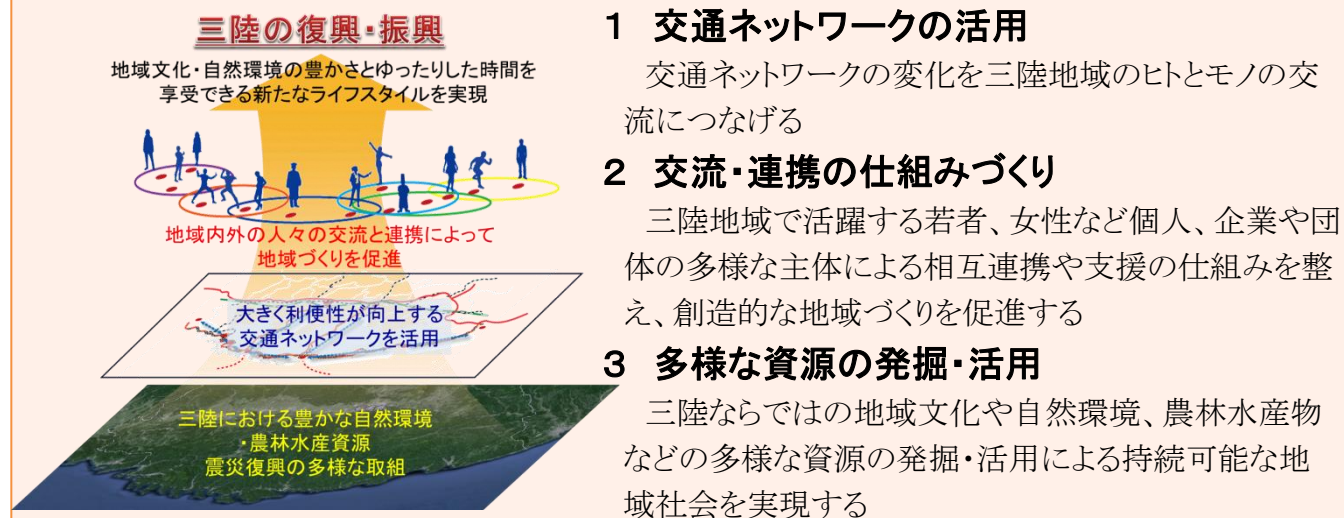 三陸の復興・振興
地域文化・自然環境の豊かさとゆったりした時間を
享受できる新たなライフスタイルを実現
地域内外の人々の交流と連携によって
地域づくりを促進
大きく利便性が向上する
交通ネットワークを活用
三陸における豊かな自然環境
・農林水産資源
震災復興の多様な取組
1 交通ネットワークの活用
交通ネットワークの変化を三陸地域のヒトとモノの交
流につなげる
2 交流・連携の仕組みづくり
三陸地域で活躍する若者、女性など個人、企業や団
体の多様な主体による相互連携や支援の仕組みを整
え、創造的な地域づくりを促進する
3 多様な資源の発掘・活用
三陸ならではの地域文化や自然環境、農林水産物
などの多様な資源の発掘・活用による持続可能な地
域社会を実現する